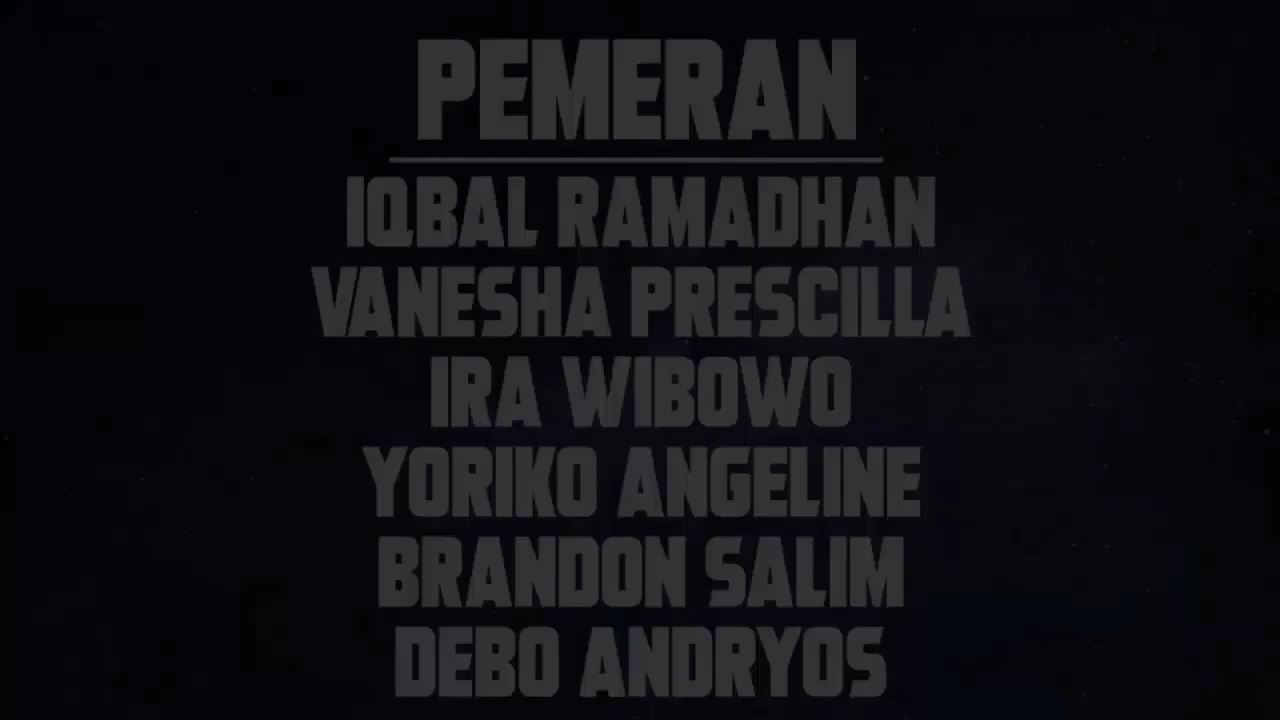 PEMERAN
IQBAL RAMADHAN
VANESHA PRESCILLA
IRA WIBOWO
YORIKO ANGELINE
BRANDON SALIM
DEBO ANDRYOS